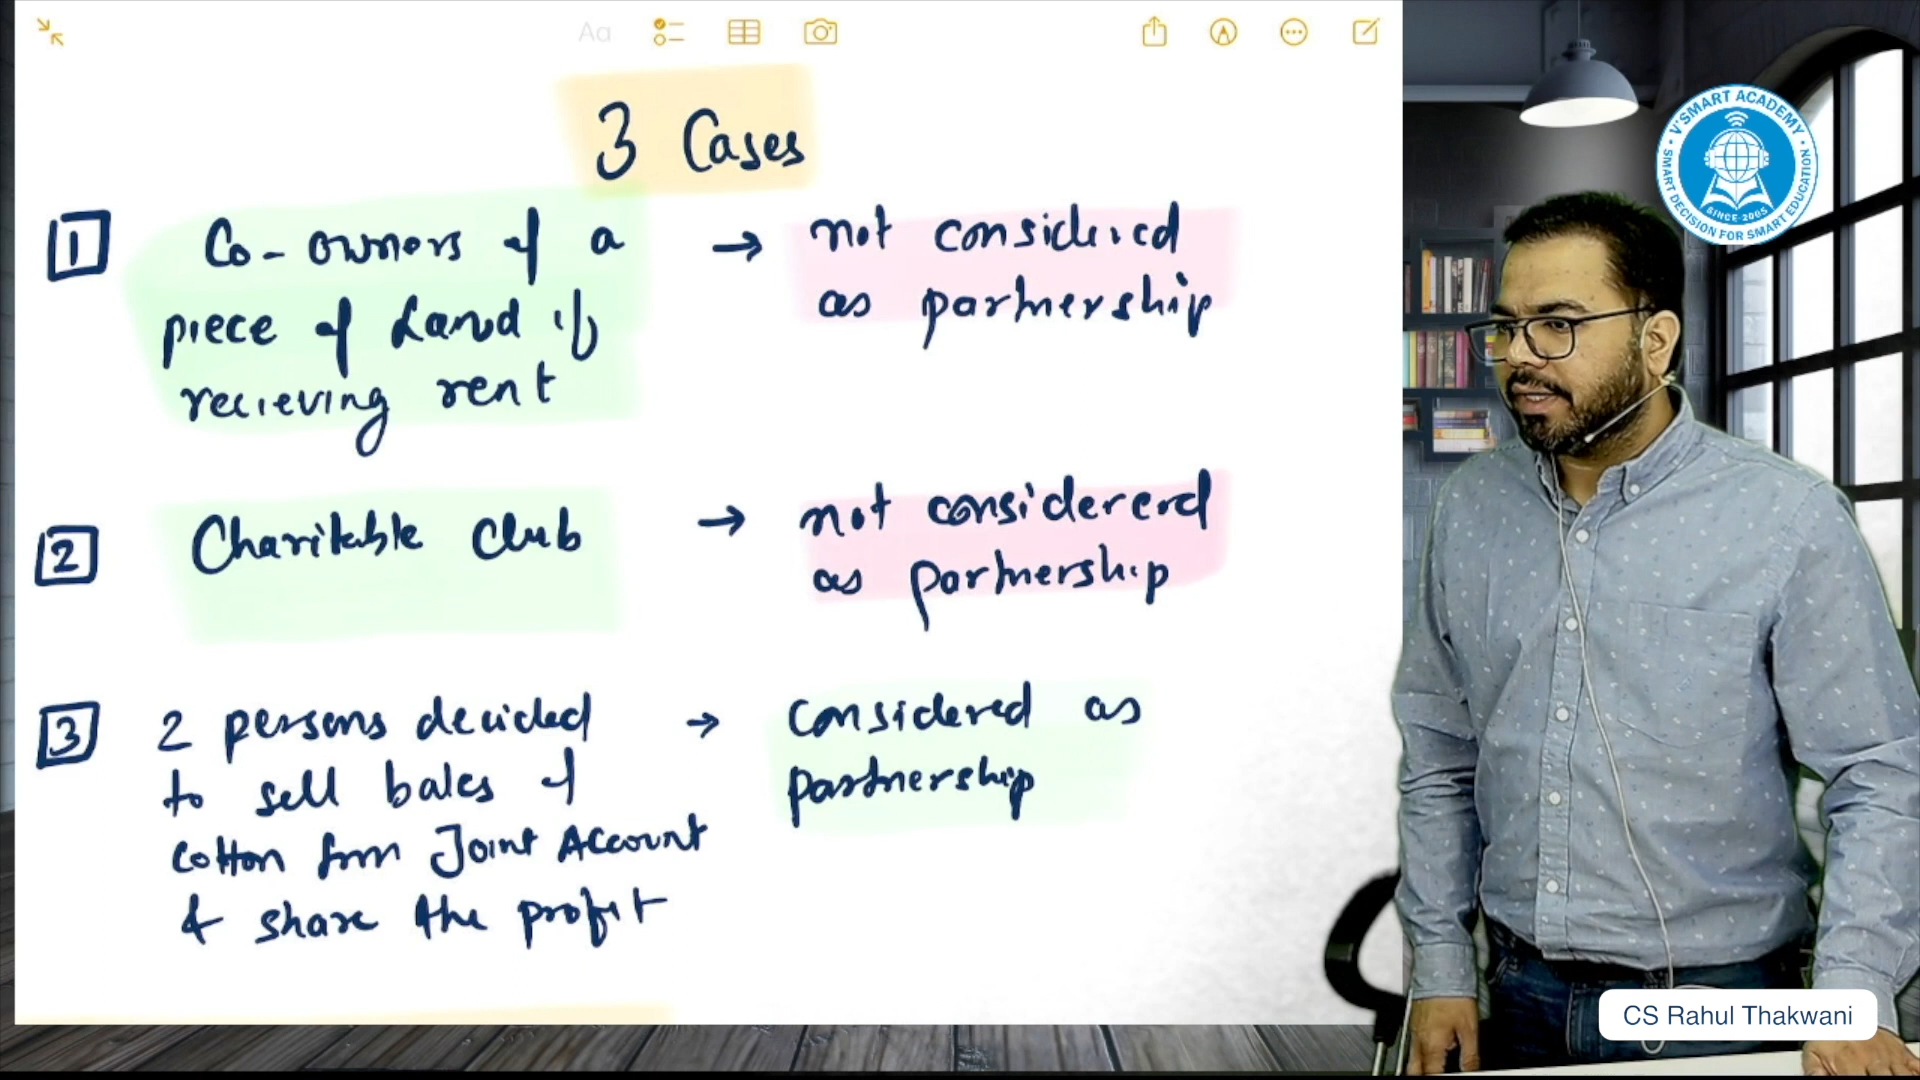 Aa
3 Cases
1 Co-owners of a → not considered
piece of Land if as partnership
recieving rent
2 Charitable Club → not considererd
as partnership
3 2 persons decided → considered as
to sell bales of partnership
cotton from Joint Account
& share the profit
V'SMART ACADEMY
SINCE-2005
SMART DECISION FOR SMART EDUCATION
CS Rahul Thakwani